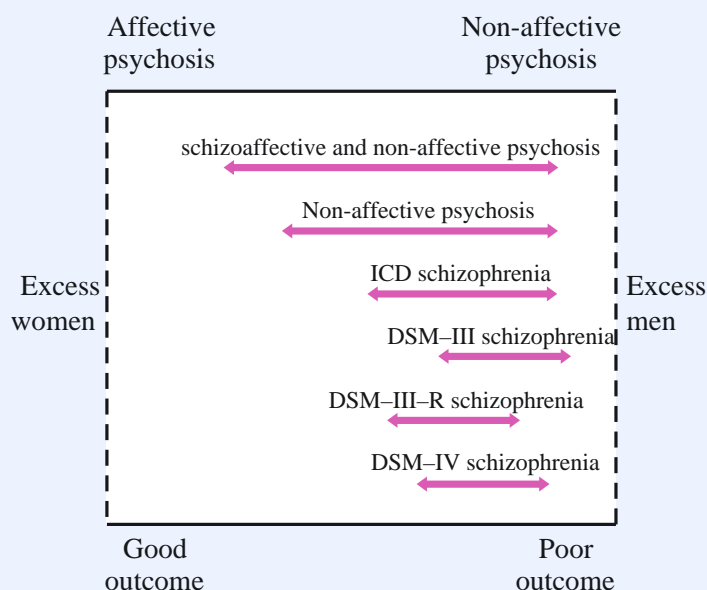 Affective
psychosis
Non-affective
psychosis
schizoaffective and non-affective psychosis
Non-affective psychosis
ICD schizophrenia
Excess
women
Excess
men
DSM–III schizophrenia
DSM–III–R schizophrenia
DSM–IV schizophrenia
Good
outcome
Poor
outcome